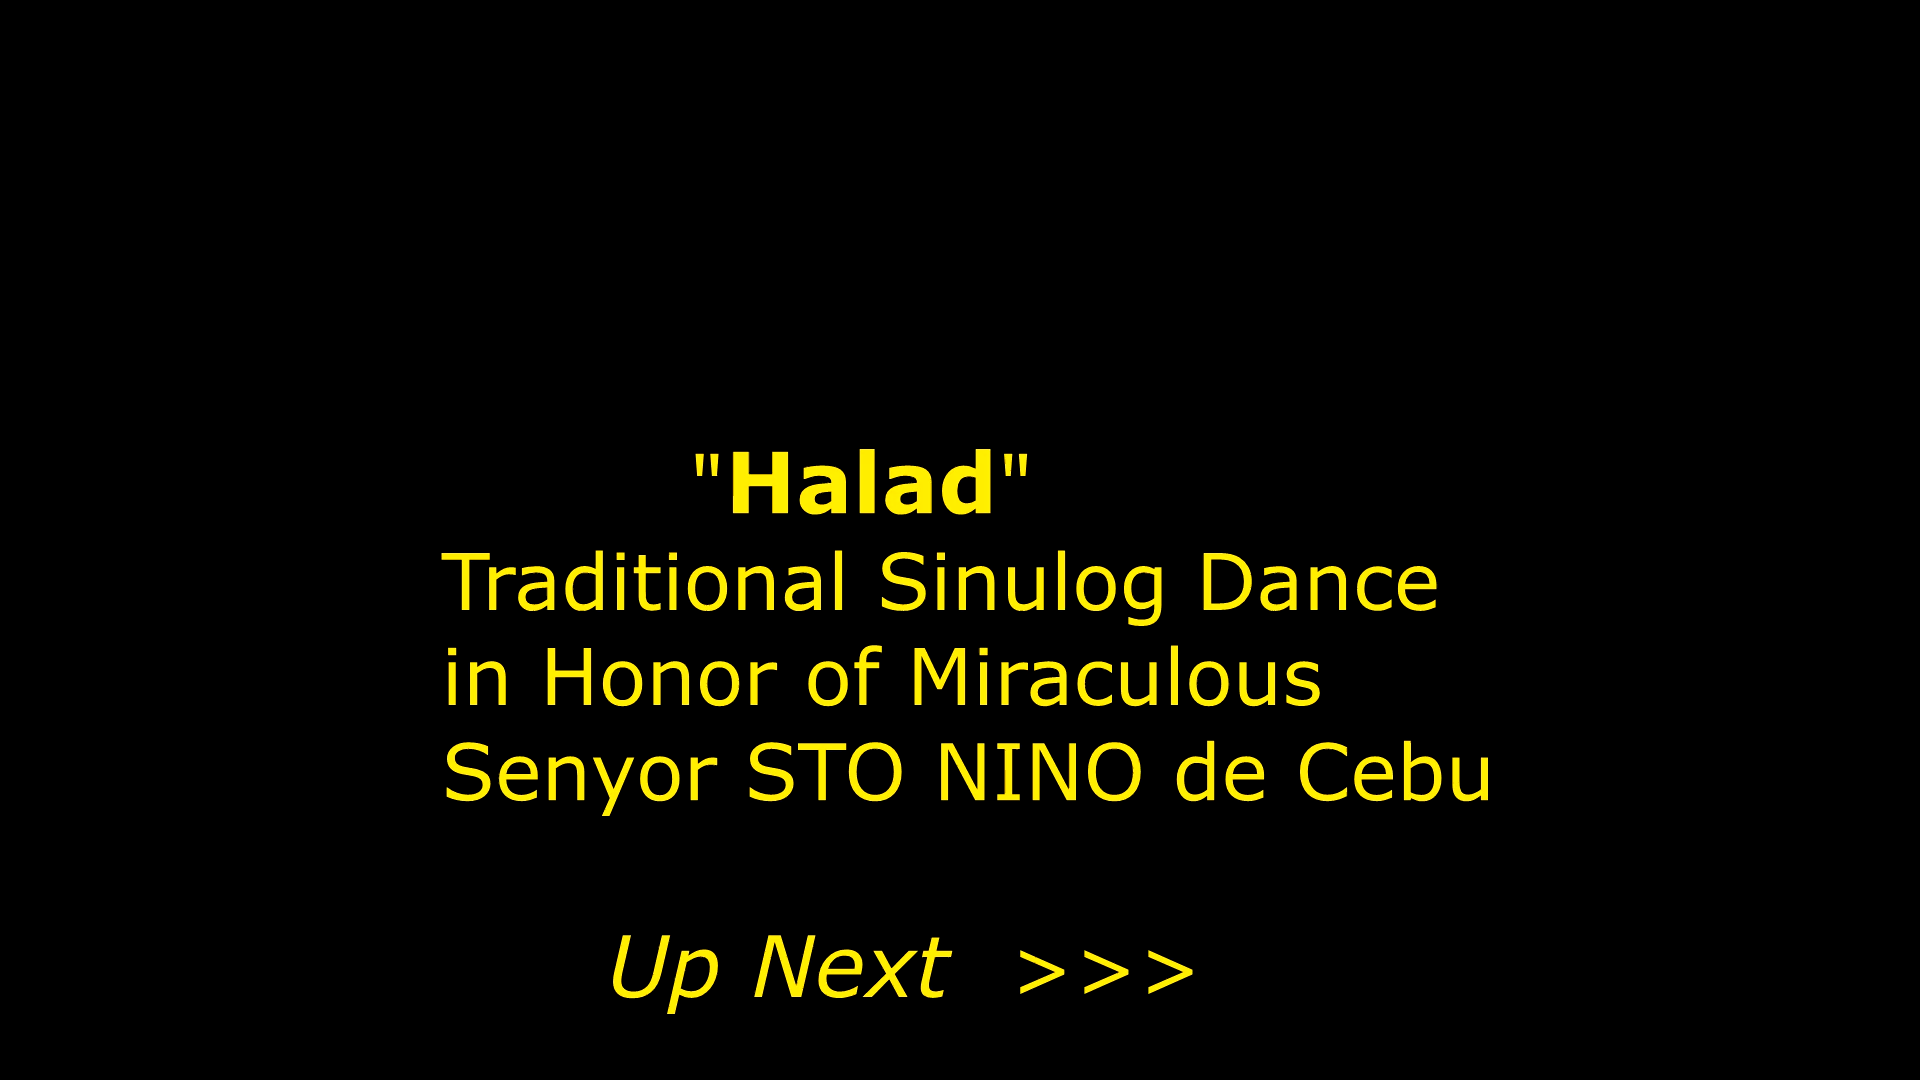 "Halad"
Traditional Sinulog Dance
in Honor of Miraculous
Senyor STO NINO de Cebu
Up Next >>>